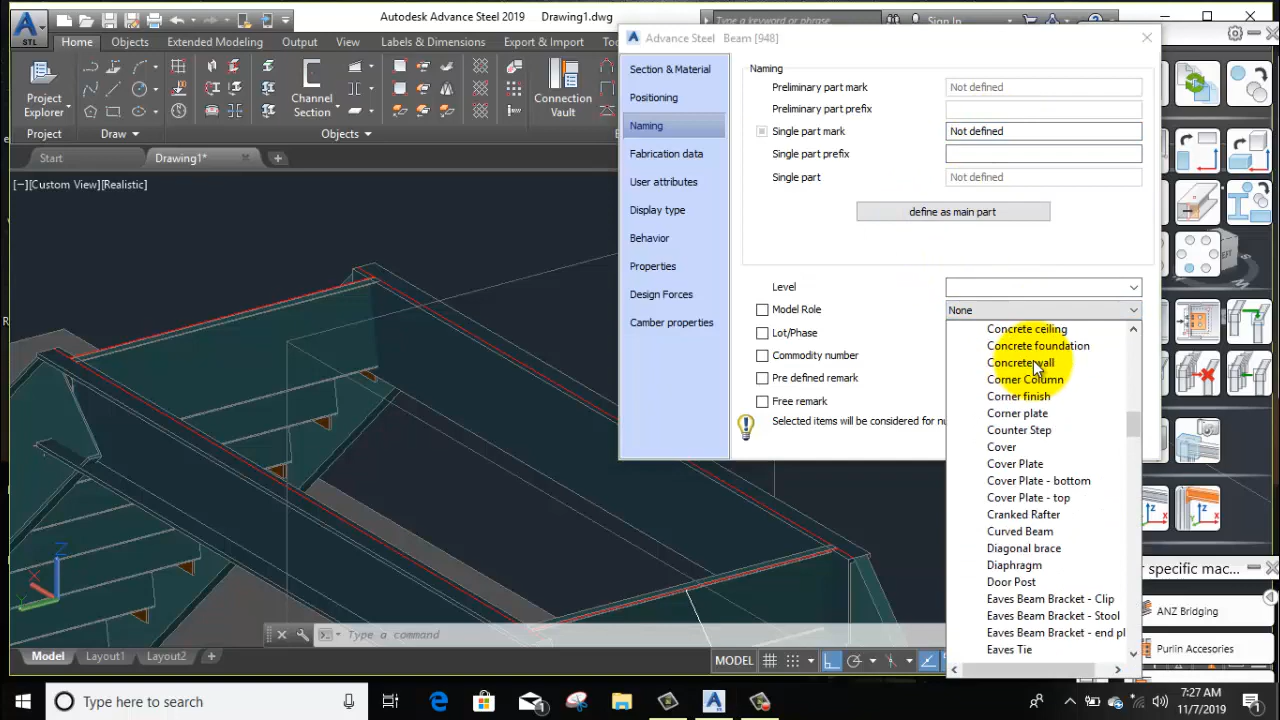 Autodesk Advance Steel 2019 Drawing1.dwg
Type a keyword or phrase
Sign In
STL
Home Objects Extended Modeling Output View Labels & Dimensions Export & Import
Project
Explorer
Channel
Section
Connection
Vault
Project Draw Objects
Start Drawing1*
[−][Custom View][Realistic]
Advance Steel Beam [948]
Section & Material
Positioning
Naming
Fabrication data
User attributes
Display type
Behavior
Properties
Design Forces
Camber properties
Naming
Preliminary part mark Not defined
Preliminary part prefix
Single part mark Not defined
Single part prefix
Single part Not defined
define as main part
Level
Model Role None
Lot/Phase
Commodity number
Pre defined remark
Free remark
Selected items will be considered for nu
Concrete ceiling
Concrete foundation
Concrete wall
Corner Column
Corner finish
Corner plate
Counter Step
Cover
Cover Plate
Cover Plate - bottom
Cover Plate - top
Cranked Rafter
Curved Beam
Diagonal brace
Diaphragm
Door Post
Eaves Beam Bracket - Clip
Eaves Beam Bracket - Stool
Eaves Beam Bracket - end pl
Eaves Tie
Z
X
Y
Type a command
Model Layout1 Layout2
MODEL
er specific mac...
ANZ Bridging
Purlin Accesories
Type here to search
7:27 AM
11/7/2019